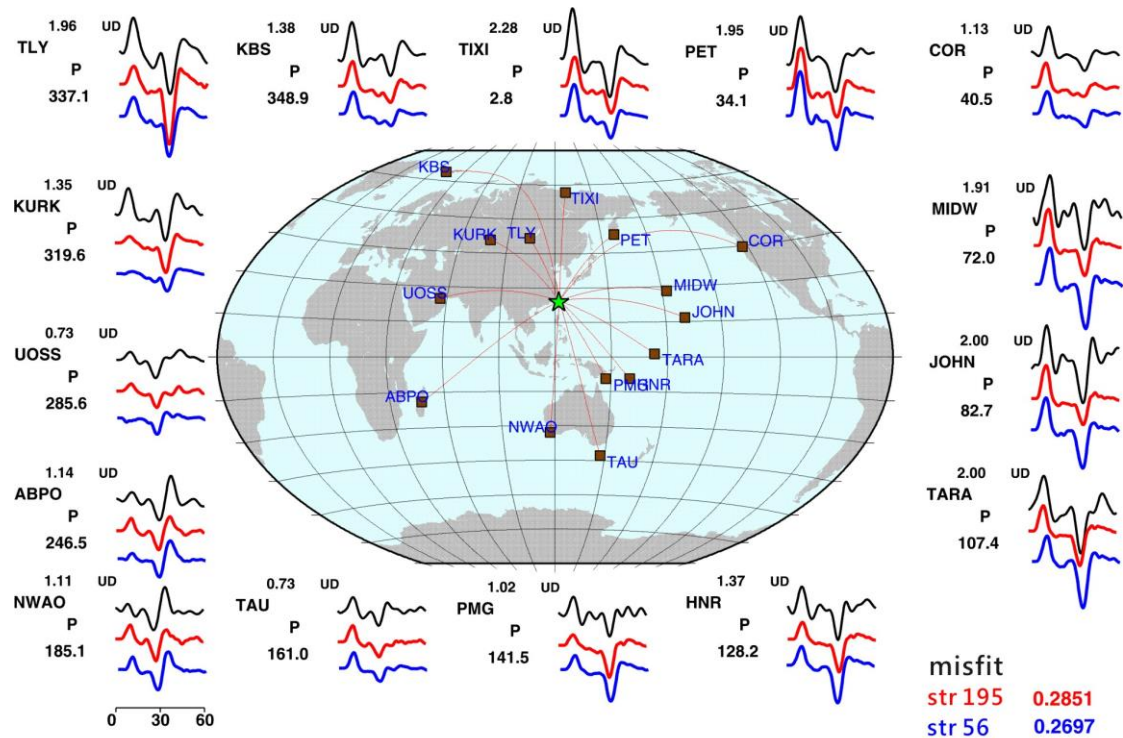 1.96 UD
TLY
P
337.1
1.38 UD
KBS
P
348.9
2.28 UD
TIXI
P
2.8
1.95 UD
PET
P
34.1
1.13 UD
COR
P
40.5
1.35 UD
KURK
P
319.6
1.91 UD
MIDW
P
72.0
0.73 UD
UOSS
P
285.6
2.00 UD
JOHN
P
82.7
1.14 UD
ABPO
P
246.5
2.00 UD
TARA
P
107.4
1.11 UD
NWAO
P
185.1
0 30 60
0.73 UD
TAU
P
161.0
1.02 UD
PMG
P
141.5
1.37 UD
HNR
P
128.2
KBS
TIXI
KURK TLY PET COR
UOSS MIDW
JOHN
TARA
ABPO PMG HNR
NWAO
TAU
misfit
str 195 0.2851
str 56 0.2697